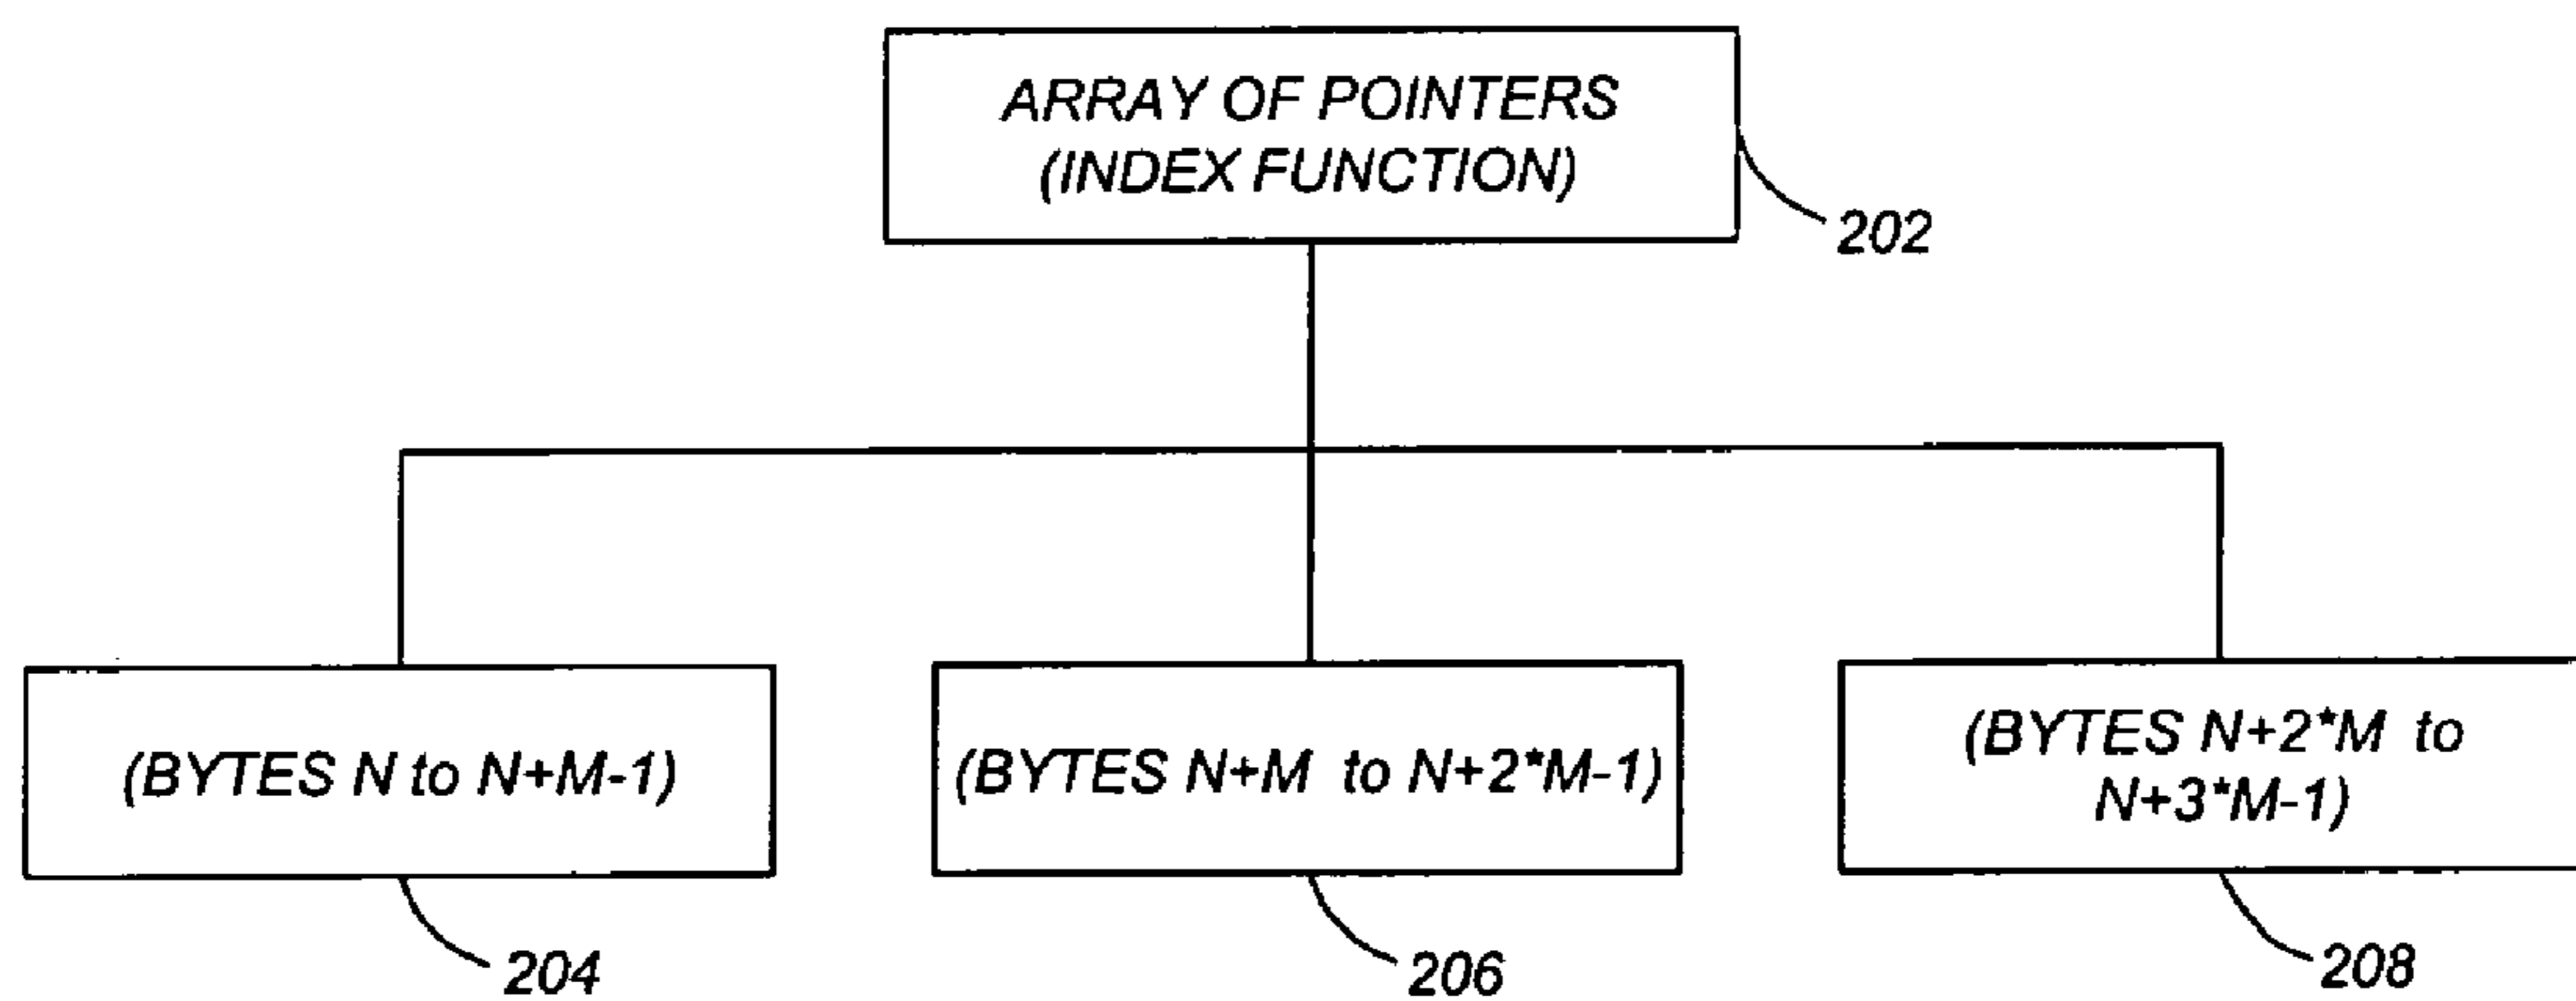 ARRAY OF POINTERS
(INDEX FUNCTION)
202
(BYTES N to N+M-1)
(BYTES N+M to N+2*M-1)
(BYTES N+2*M to
N+3*M-1)
204
206
208